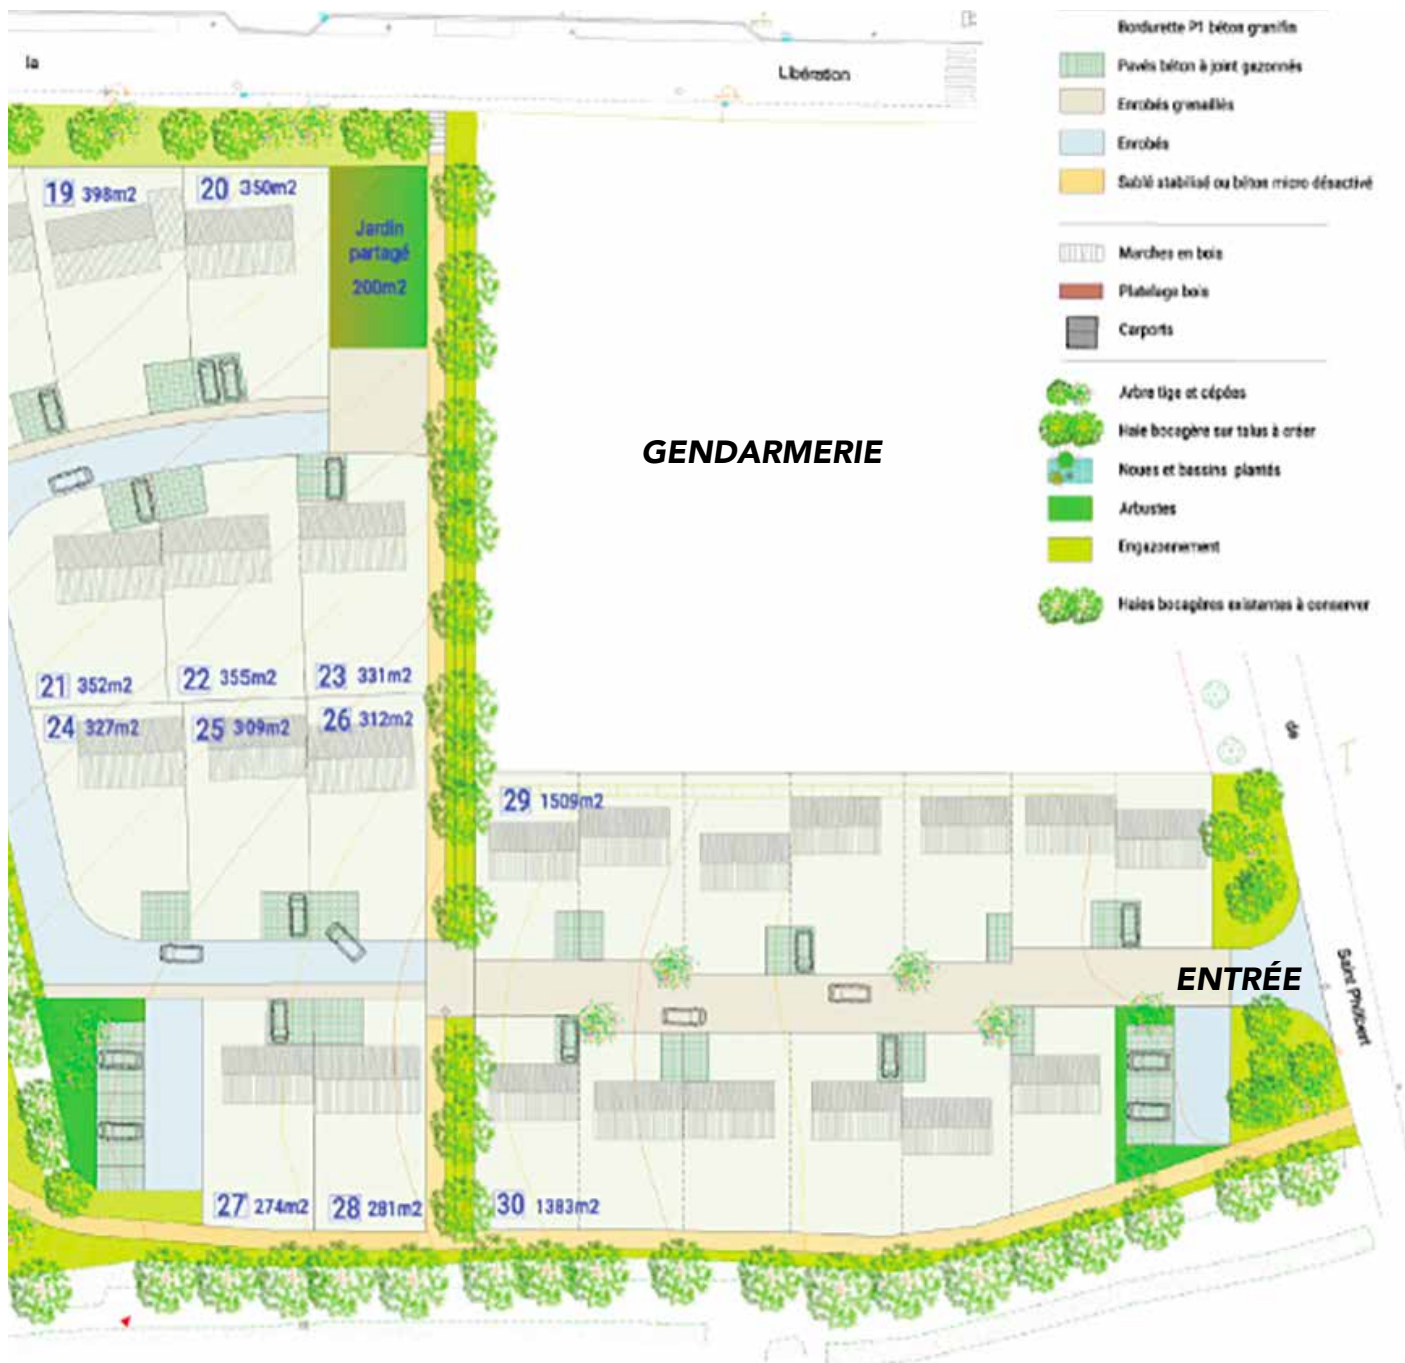 la
Libération
Bordurette P1 béton granifin
Pavés béton à joint gazonnés
Enrobés grenaillés
Enrobés
Sablé stabilisé ou béton micro désactivé
Marches en bois
Platelage bois
Carports
Arbre tige et cépées
Haie bocagère sur talus à créer
Noues et bassins plantés
Arbustes
Engazonnement
Haies bocagères existantes à conserver
19 398m2
20 350m2
Jardin
partagé
200m2
GENDARMERIE
21 352m2
22 355m2
23 331m2
24 327m2
25 309m2
26 312m2
29 1509m2
de
Saint Philibert
ENTRÉE
27 274m2
28 281m2
30 1383m2